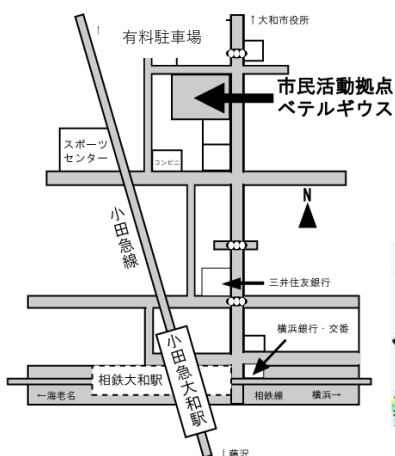 ↑
↑大和市役所
有料駐車場
市民活動拠点
ベテルギウス
スポーツ
センター
コンビニ
N
小田急線
三井住友銀行
横浜銀行・交番
小田急大和駅
相鉄大和駅
←海老名
相鉄線
横浜→
↓藤沢